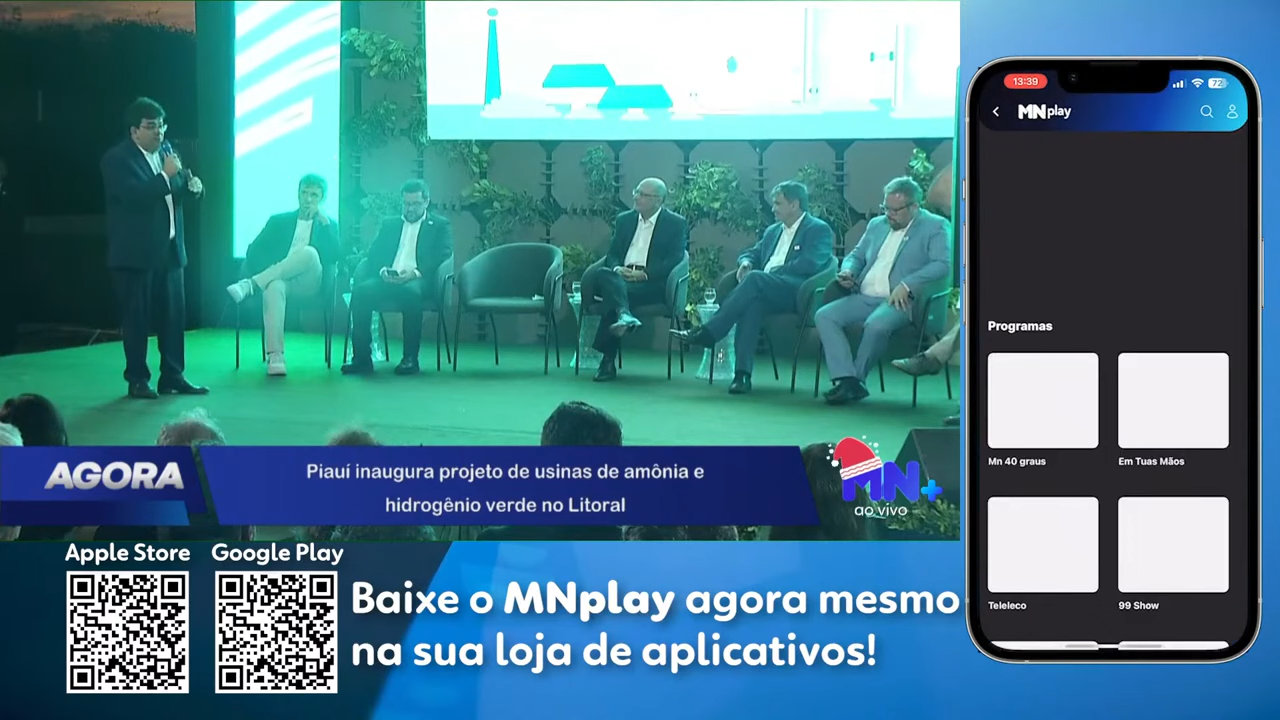 AGORA
Piauí inaugura projeto de usinas de amônia e
hidrogênio verde no Litoral
MN+
ao vivo
Apple Store
Google Play
Baixe o MNplay agora mesmo
na sua loja de aplicativos!
13:39
72
MNplay
Programas
Mn 40 graus
Em Tuas Mãos
Teleleco
99 Show